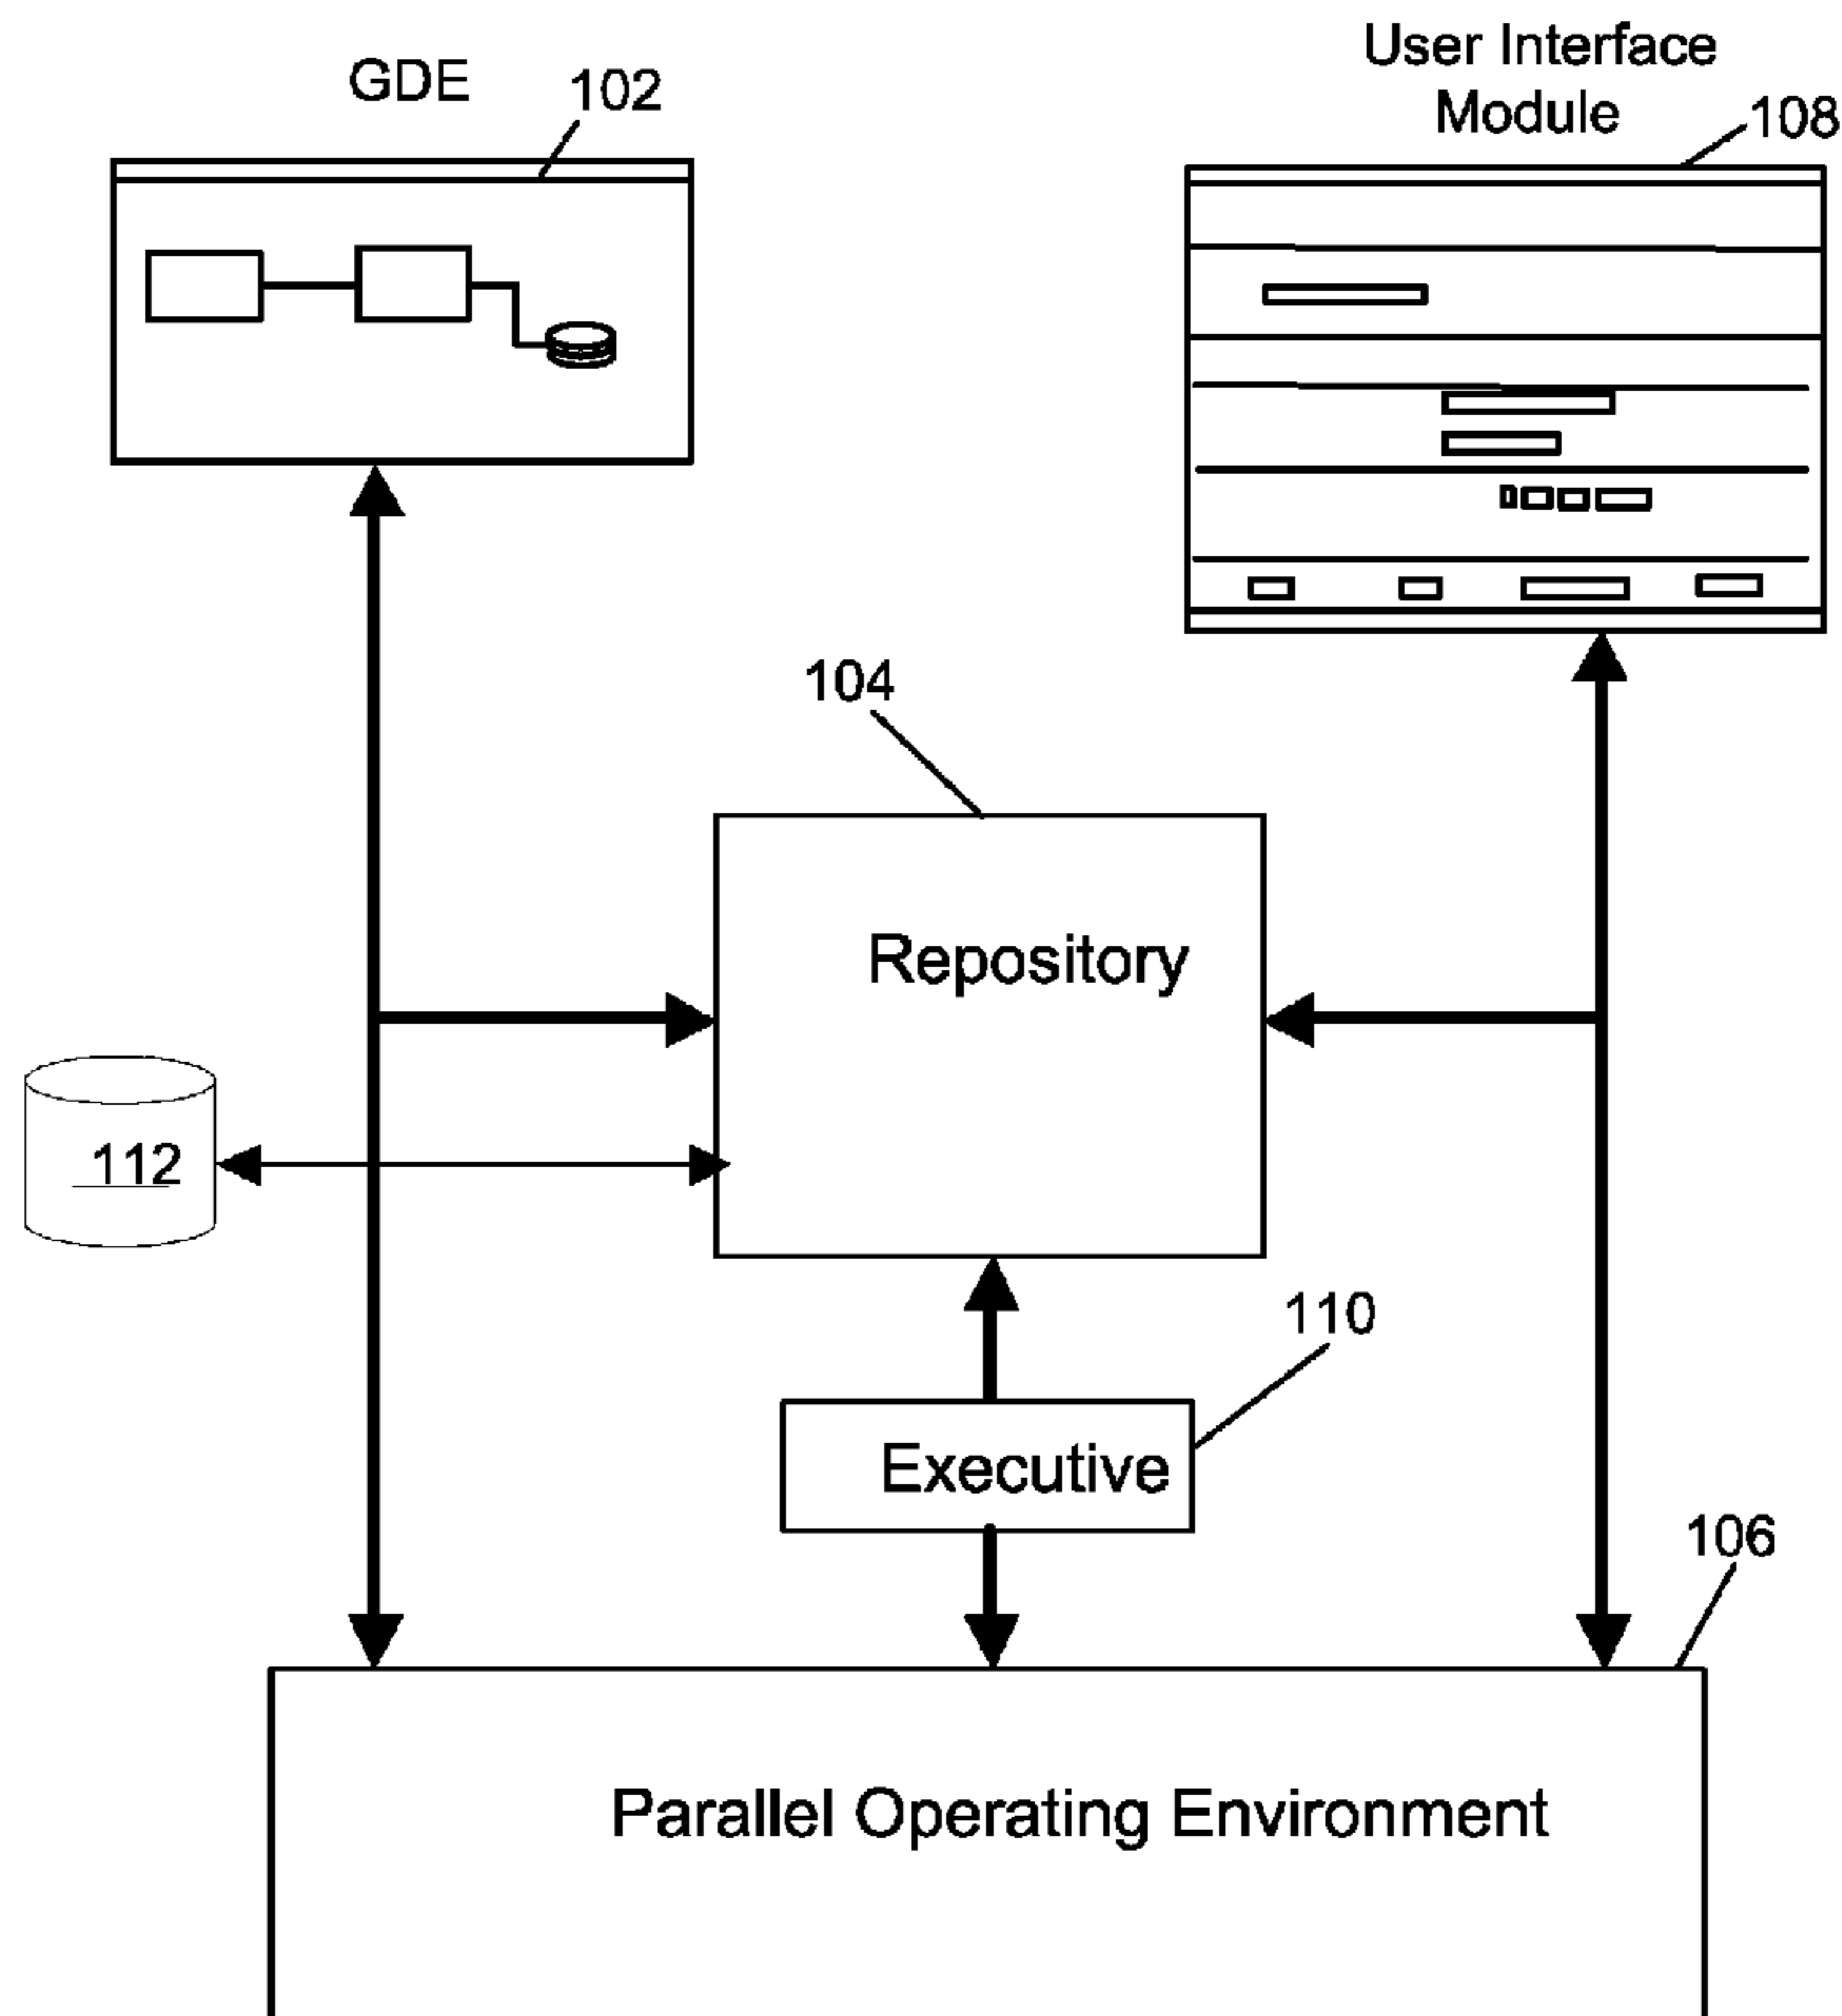 GDE
102
User Interface
Module
108
104
Repository
112
110
Executive
106
Parallel Operating Environment